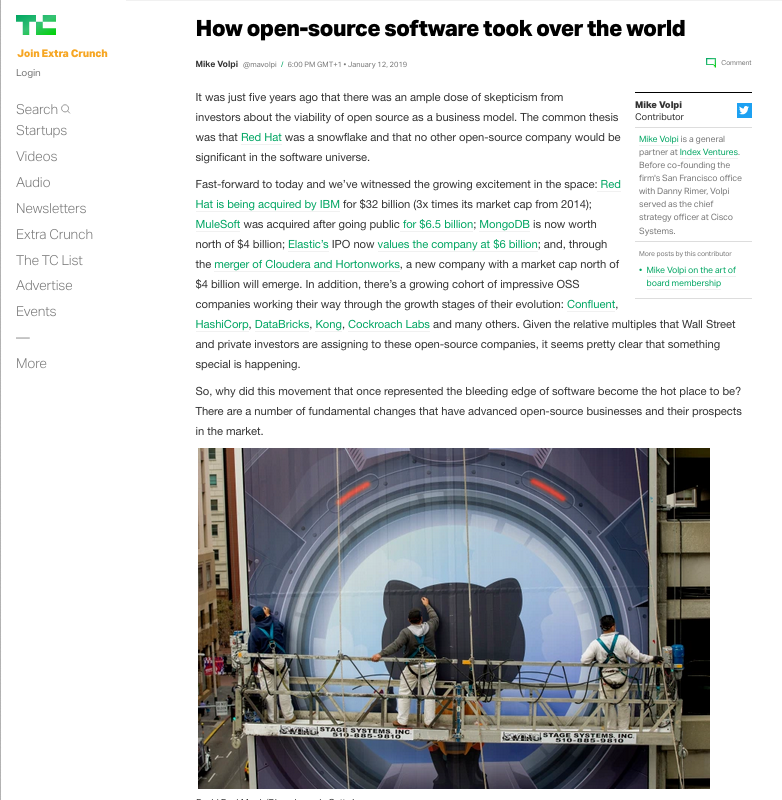 TC
Join Extra Crunch
Login
Search
Startups
Videos
Audio
Newsletters
Extra Crunch
The TC List
Advertise
Events
—
More
How open-source software took over the world
Mike Volpi @mavolpi / 6:00 PM GMT+1 • January 12, 2019
Comment
It was just five years ago that there was an ample dose of skepticism from
investors about the viability of open source as a business model. The common thesis
was that Red Hat was a snowflake and that no other open-source company would be
significant in the software universe.
Fast-forward to today and we've witnessed the growing excitement in the space: Red
Hat is being acquired by IBM for $32 billion (3x times its market cap from 2014);
MuleSoft was acquired after going public for $6.5 billion; MongoDB is now worth
north of $4 billion; Elastic's IPO now values the company at $6 billion; and, through
the merger of Cloudera and Hortonworks, a new company with a market cap north of
$4 billion will emerge. In addition, there's a growing cohort of impressive OSS
companies working their way through the growth stages of their evolution: Confluent,
HashiCorp, DataBricks, Kong, Cockroach Labs and many others. Given the relative multiples that Wall Street
and private investors are assigning to these open-source companies, it seems pretty clear that something
special is happening.
So, why did this movement that once represented the bleeding edge of software become the hot place to be?
There are a number of fundamental changes that have advanced open-source businesses and their prospects
in the market.
Mike Volpi
Contributor
Mike Volpi is a general
partner at Index Ventures.
Before co-founding the
firm's San Francisco office
with Danny Rimer, Volpi
served as the chief
strategy officer at Cisco
Systems.
More posts by this contributor
• Mike Volpi on the art of
board membership
STAGE SYSTEMS, INC
510-885-9810
STAGE SYSTEMS, INC.
510-885-9810